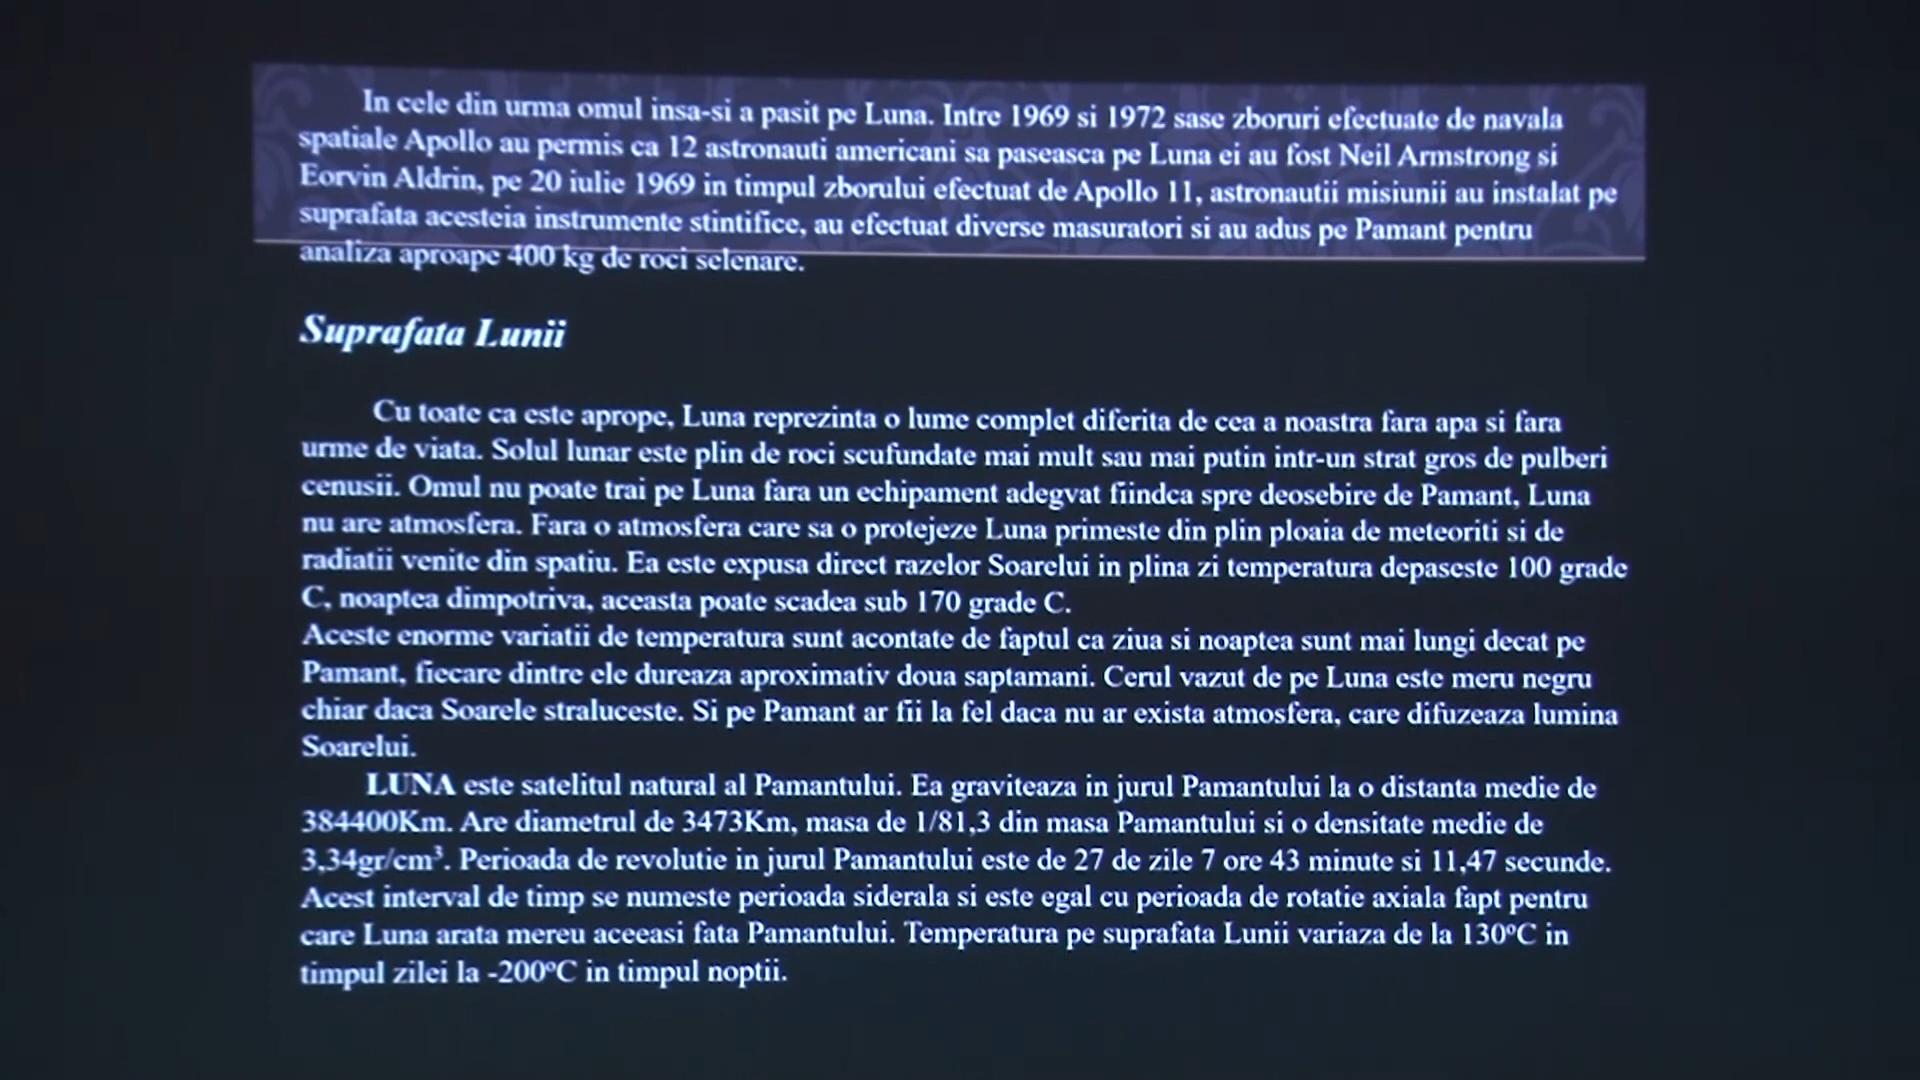 In cele din urma omul insa-si a pasit pe Luna. Intre 1969 si 1972 sase zboruri efectuate de navala
spatiale Apollo au permis ca 12 astronauti americani sa paseasca pe Luna ei au fost Neil Armstrong si
Eorvin Aldrin, pe 20 iulie 1969 in timpul zborului efectuat de Apollo 11, astronautii misiunii au instalat pe
suprafata acesteia instrumente stintifice, au efectuat diverse masuratori si au adus pe Pamant pentru
analiza aproape 400 kg de roci selenare.
Suprafata Lunii
Cu toate ca este aprope, Luna reprezinta o lume complet diferita de cea a noastra fara apa si fara
urme de viata. Solul lunar este plin de roci scufundate mai mult sau mai putin intr-un strat gros de pulberi
cenusii. Omul nu poate trai pe Luna fara un echipament adegvat fiindca spre deosebire de Pamant, Luna
nu are atmosfera. Fara o atmosfera care sa o protejeze Luna primeste din plin ploaia de meteoriti si de
radiatii venite din spatiu. Ea este expusa direct razelor Soarelui in plina zi temperatura depaseste 100 grade
C, noaptea dimpotriva, aceasta poate scadea sub 170 grade C.
Aceste enorme variatii de temperatura sunt acontate de faptul ca ziua si noaptea sunt mai lungi decat pe
Pamant, fiecare dintre ele dureaza aproximativ doua saptamani. Cerul vazut de pe Luna este meru negru
chiar daca Soarele straluceste. Si pe Pamant ar fii la fel daca nu ar exista atmosfera, care difuzeaza lumina
Soarelui.
LUNA este satelitul natural al Pamantului. Ea graviteaza in jurul Pamantului la o distanta medie de
384400Km. Are diametrul de 3473Km, masa de 1/81,3 din masa Pamantului si o densitate medie de
3,34gr/cm³. Perioada de revolutie in jurul Pamantului este de 27 de zile 7 ore 43 minute si 11,47 secunde.
Acest interval de timp se numeste perioada siderala si este egal cu perioada de rotatie axiala fapt pentru
care Luna arata mereu aceeasi fata Pamantului. Temperatura pe suprafata Lunii variaza de la 130ºC in
timpul zilei la -200ºC in timpul noptii.